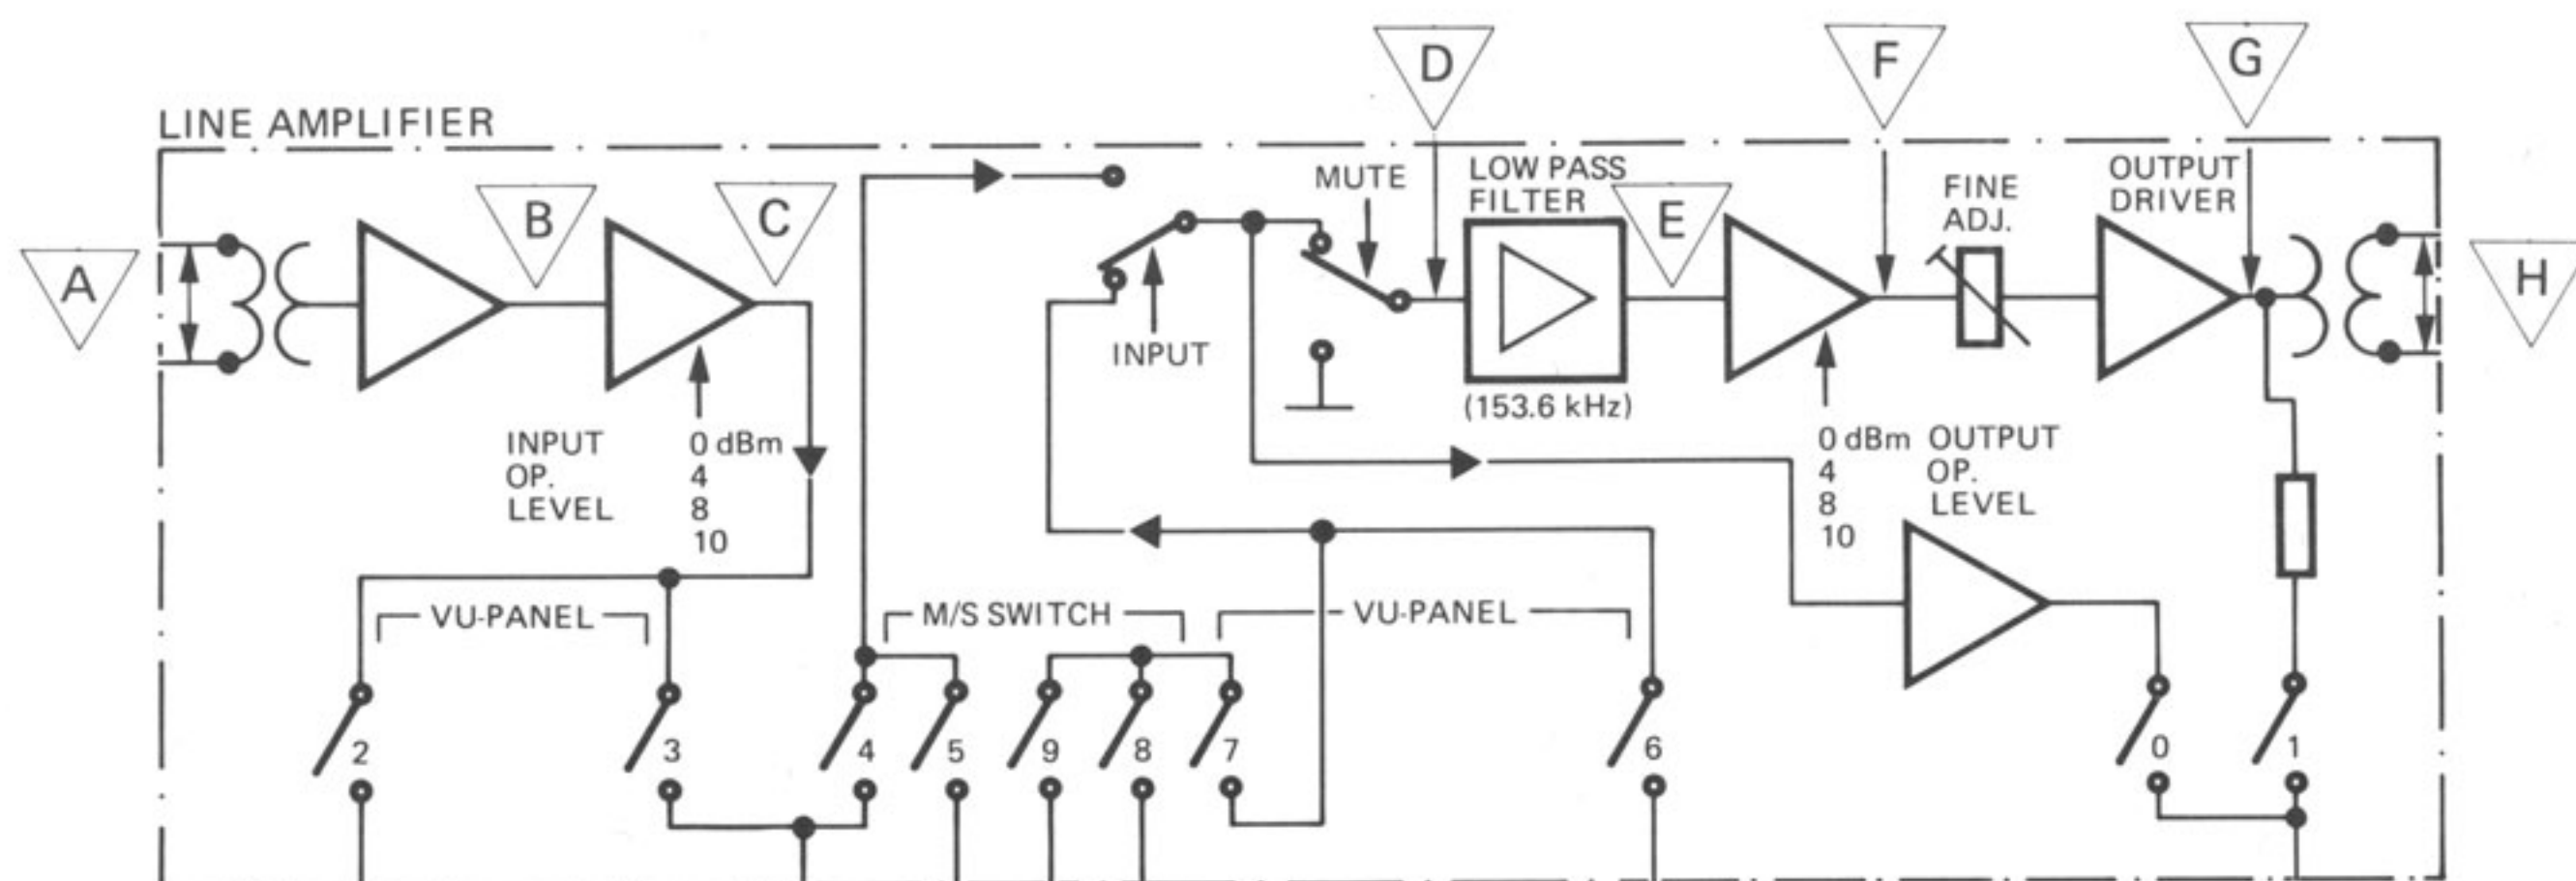 D
F
G
LINE AMPLIFIER
A
B
C
MUTE
LOW PASS
FILTER
E
FINE
ADJ.
OUTPUT
DRIVER
H
INPUT
(153.6 kHz)
INPUT
OP.
LEVEL
0 dBm
4
8
10
0 dBm
4
8
10
OUTPUT
OP.
LEVEL
VU-PANEL
M/S SWITCH
VU-PANEL
2
3
4
5
9
8
7
6
0
1